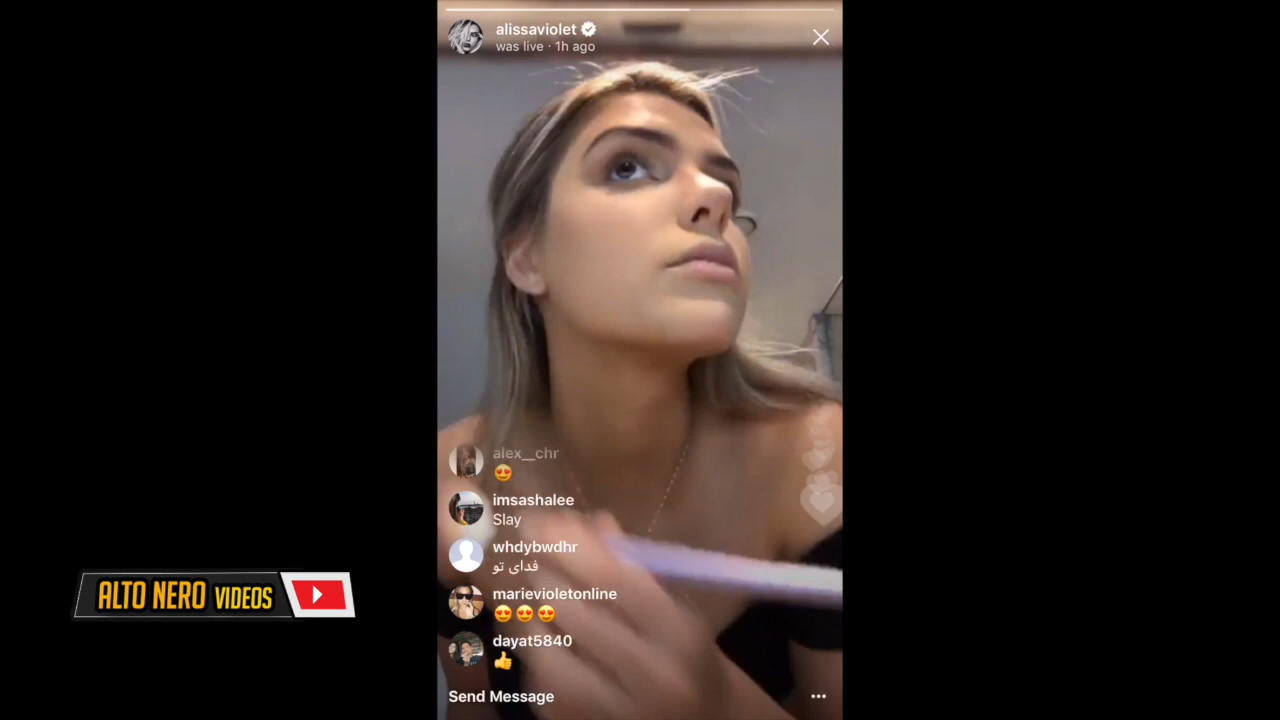 alissaviolet
was live · 1h ago
alex__chr
😍
imsashalee
Slay
whdybwdhr
فدای تو
marievioletonline
😍😍😍
dayat5840
👍
ALTO NERO VIDEOS
Send Message